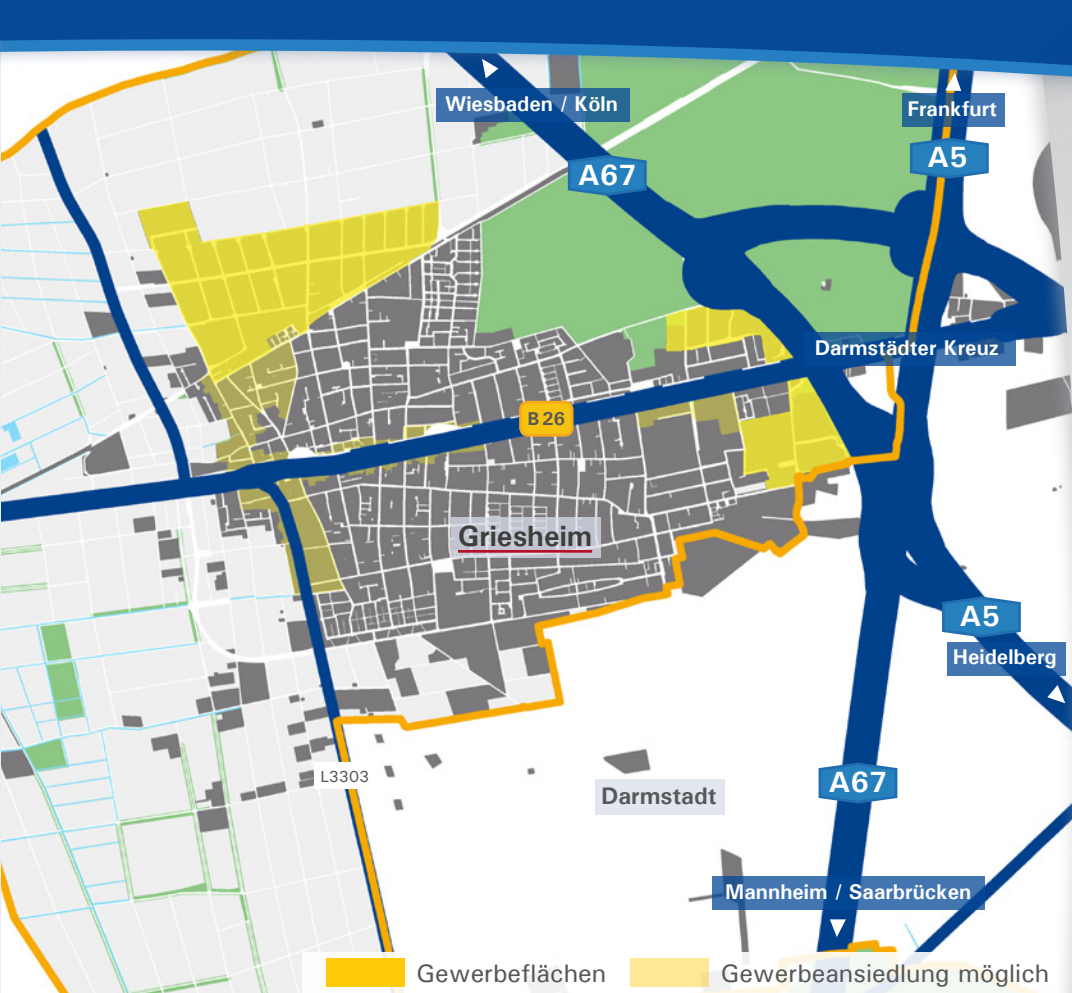 Wiesbaden / Köln
Frankfurt
A5
A67
Darmstädter Kreuz
B 26
Griesheim
A5
Heidelberg
L3303
A67
Darmstadt
Mannheim / Saarbrücken
Gewerbeflächen
Gewerbeansiedlung möglich